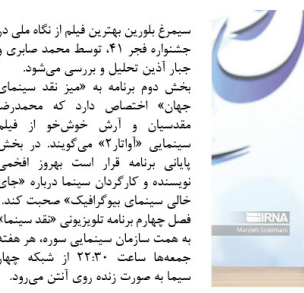 سیمرغ بلورین بهترین فیلم از نگاه ملی در
جشنواره فجر ۴۱، توسط محمد صابری و
جبار آذین تحلیل و بررسی می‌شود.
بخش دوم برنامه به «میز نقد سینمای
جهان» اختصاص دارد که محمدرضا
مقدسیان و آرش خوش‌خو از فیلم
سینمایی «آواتار۲» می‌گویند. در بخش
پایانی برنامه قرار است بهروز افخمی
نویسنده و کارگردان سینما درباره «جای
خالی سینمای بیوگرافیک» صحبت کند.
فصل چهارم برنامه تلویزیونی «نقد سینما»
به همت سازمان سینمایی سوره، هر هفته
جمعه‌ها ساعت ۲۲:۳۰ از شبکه چهار
سیما به صورت زنده روی آنتن می‌رود.
IRNA
Marzieh Soleimani